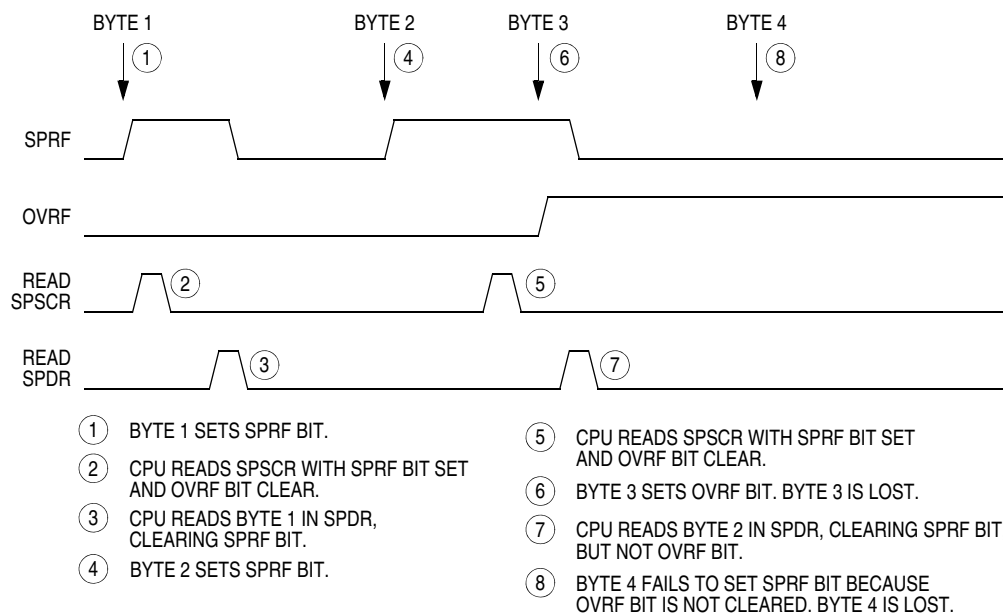 BYTE 1 BYTE 2 BYTE 3 BYTE 4
1 4 6 8
SPRF
OVRF
READ
SPSCR
2 5
READ
SPDR
3 7
1 BYTE 1 SETS SPRF BIT.
2 CPU READS SPSCR WITH SPRF BIT SET
AND OVRF BIT CLEAR.
3 CPU READS BYTE 1 IN SPDR,
CLEARING SPRF BIT.
4 BYTE 2 SETS SPRF BIT.
5 CPU READS SPSCR WITH SPRF BIT SET
AND OVRF BIT CLEAR.
6 BYTE 3 SETS OVRF BIT. BYTE 3 IS LOST.
7 CPU READS BYTE 2 IN SPDR, CLEARING SPRF BIT
BUT NOT OVRF BIT.
8 BYTE 4 FAILS TO SET SPRF BIT BECAUSE
OVRF BIT IS NOT CLEARED. BYTE 4 IS LOST.